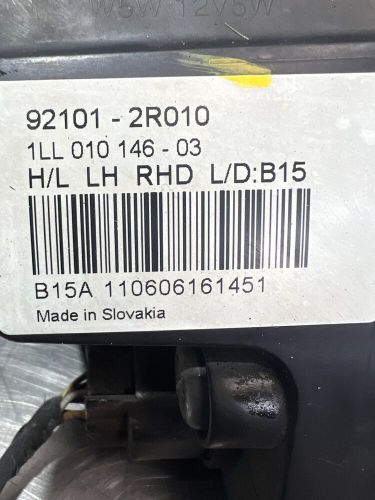 W5W 12V5W
92101 - 2R010
1LL 010 146 - 03
H/L LH RHD L/D:B15
B15A 110606161451
Made in Slovakia